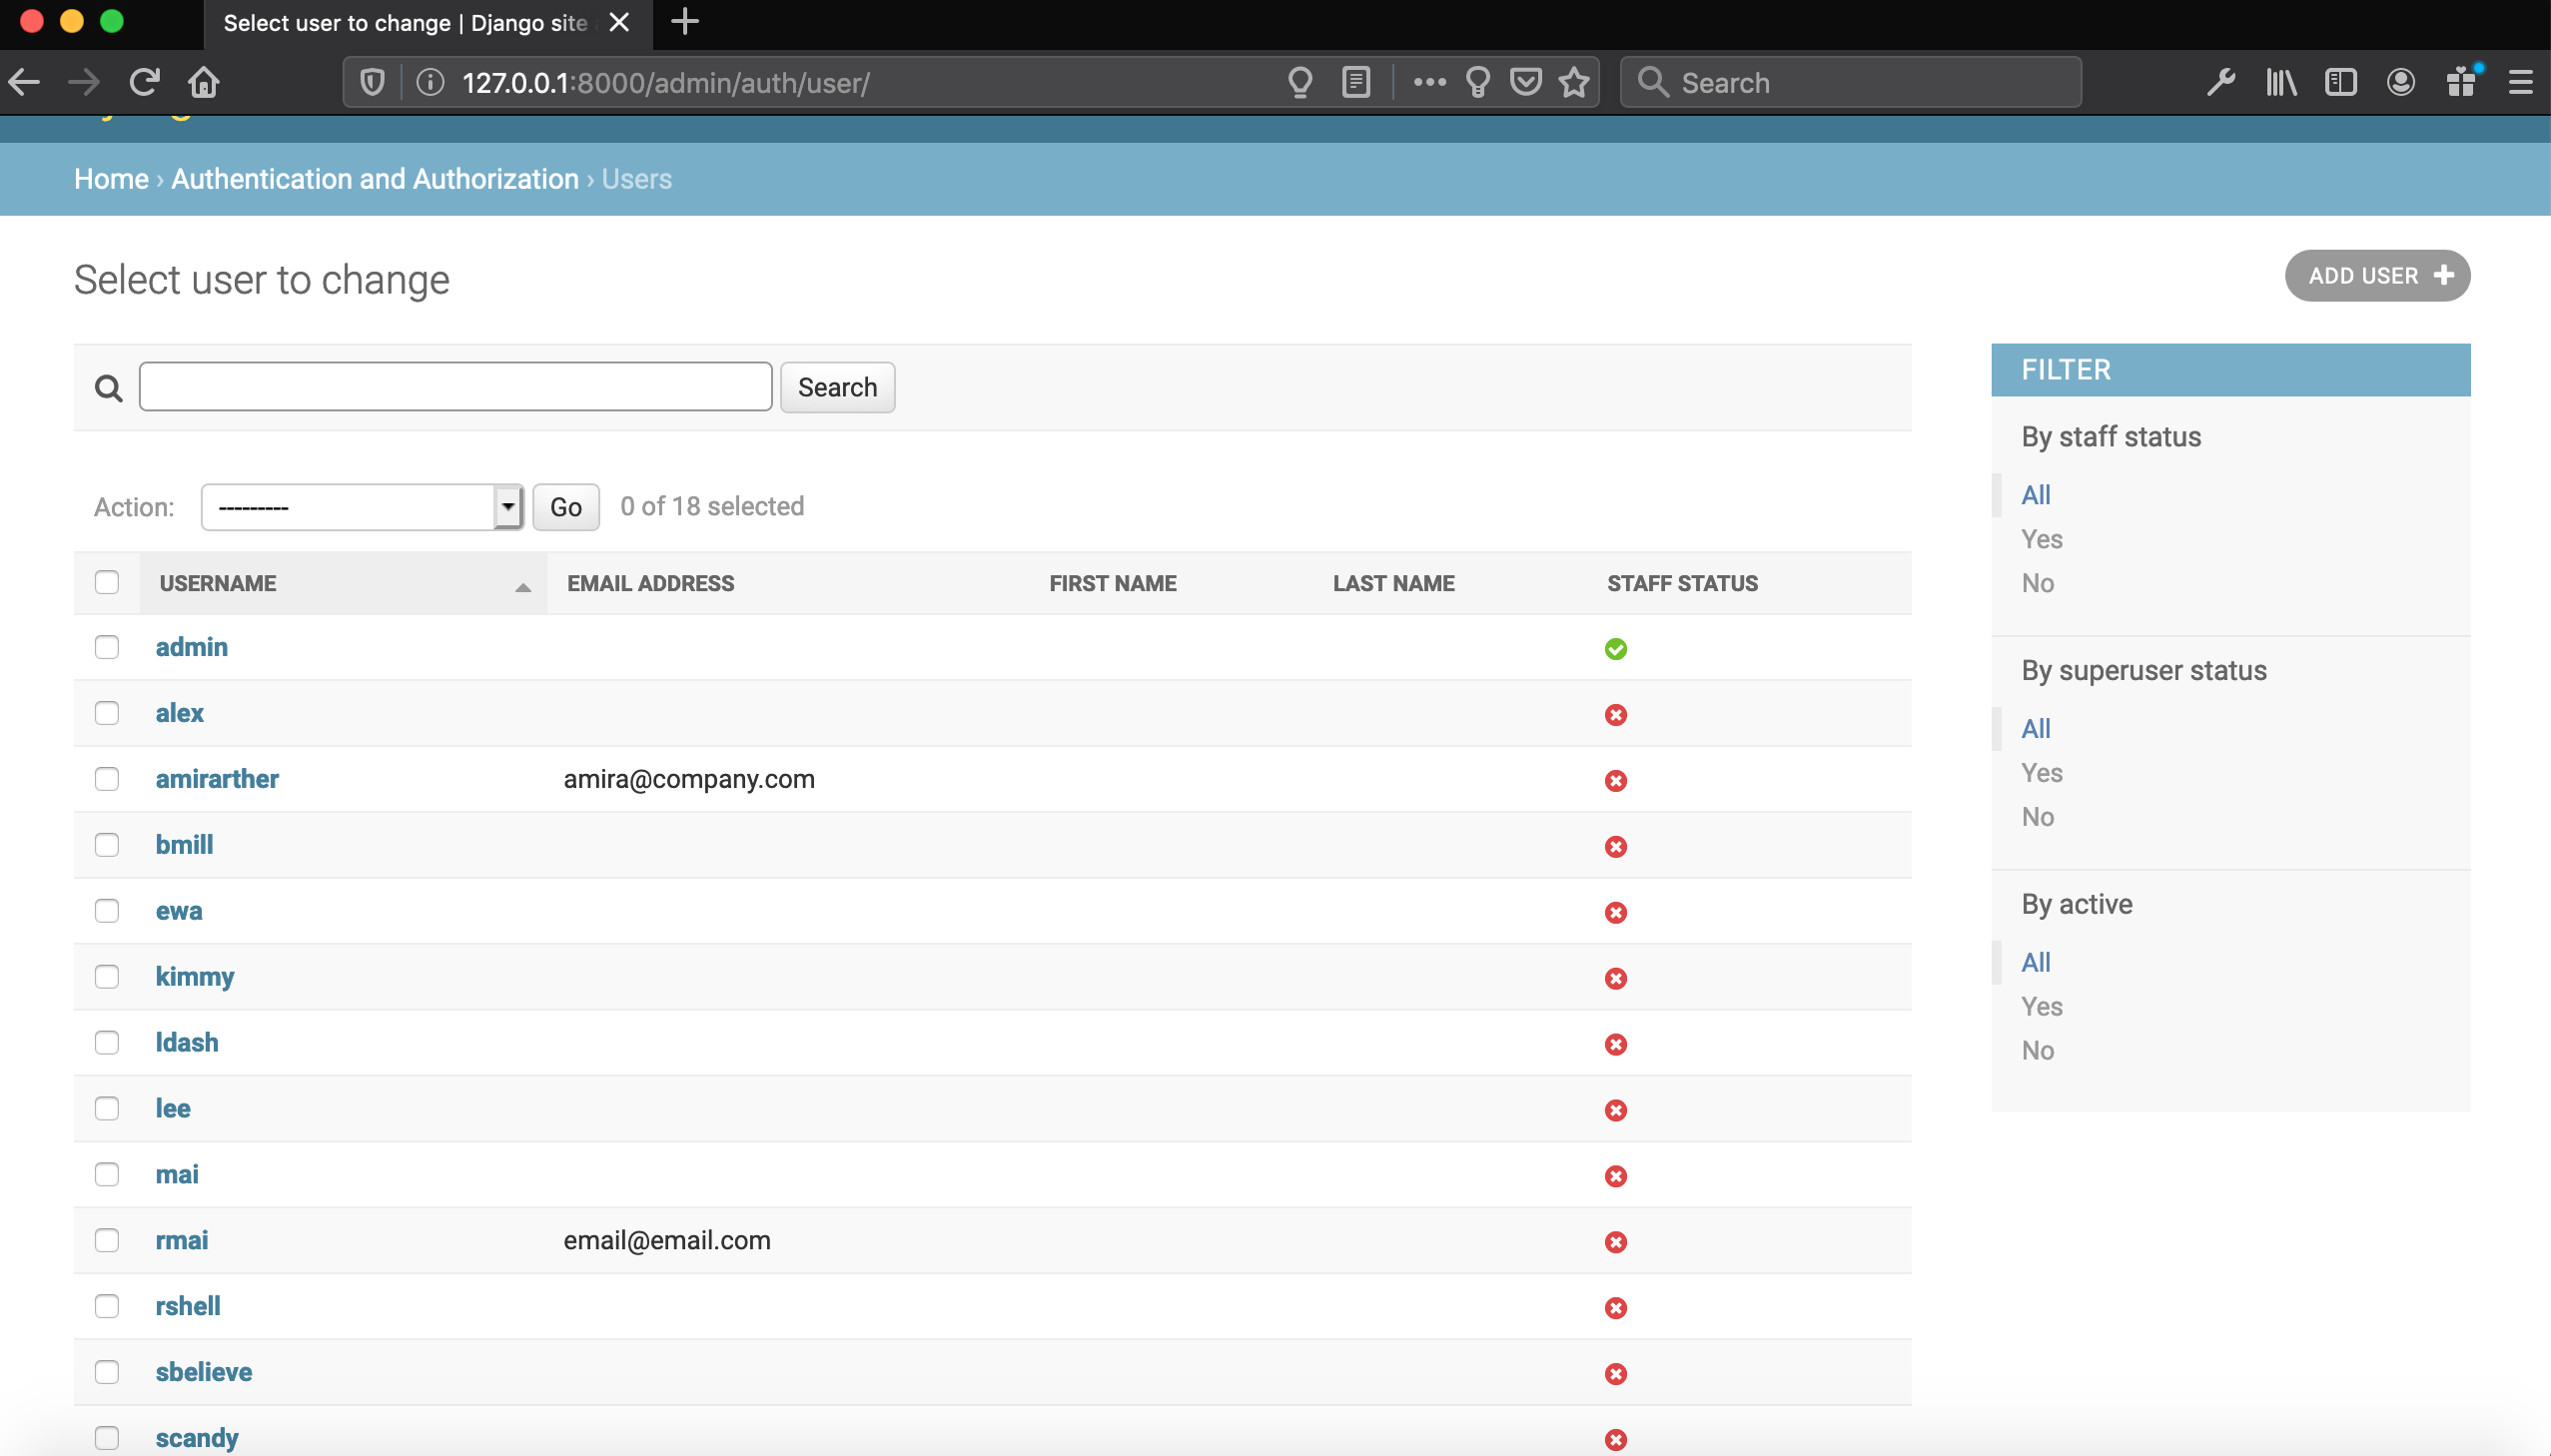 Select user to change | Django site
127.0.0.1:8000/admin/auth/user/
Search
Home › Authentication and Authorization › Users
Select user to change
ADD USER +
Search
FILTER
By staff status
All
Yes
No
By superuser status
All
Yes
No
By active
All
Yes
No
Action: --------- Go 0 of 18 selected
USERNAME EMAIL ADDRESS FIRST NAME LAST NAME STAFF STATUS
admin
alex
amirarther amira@company.com
bmill
ewa
kimmy
ldash
lee
mai
rmai email@email.com
rshell
sbelieve
scandy